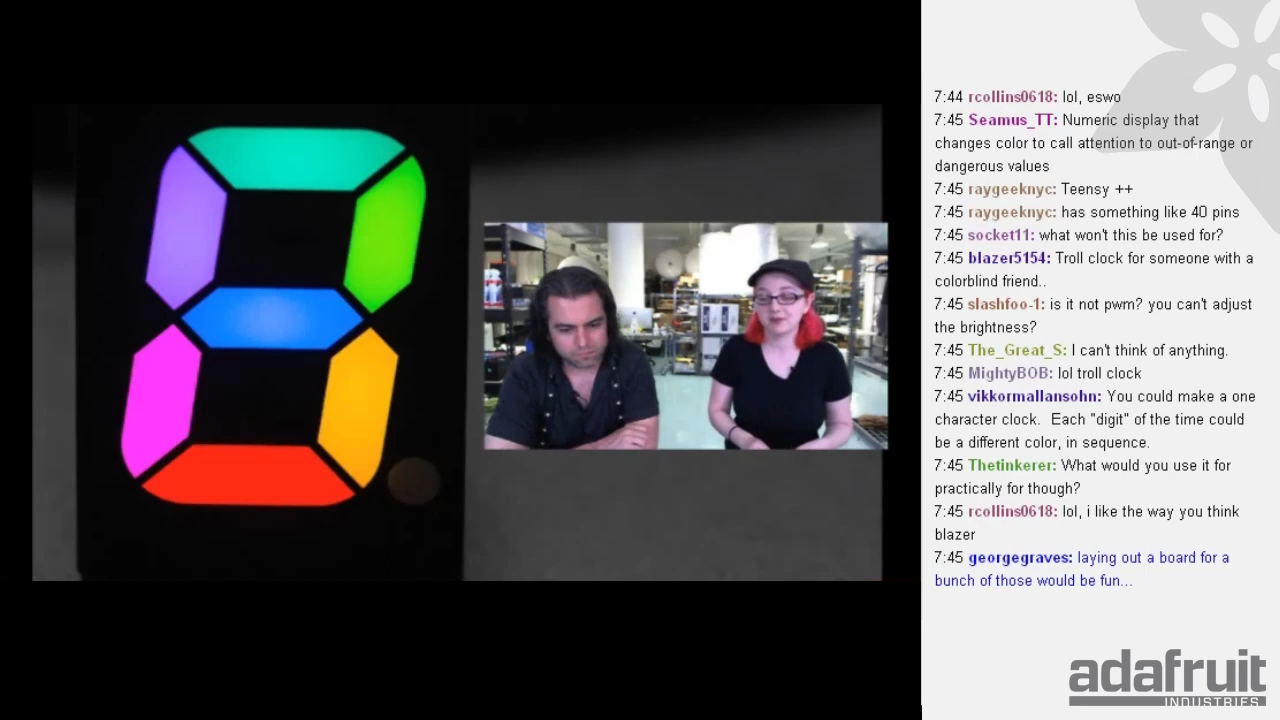 7:44 rcollins0618: lol, eswo
7:45 Seamus_TT: Numeric display that
changes color to call attention to out-of-range or
dangerous values
7:45 raygeeknyc: Teensy ++
7:45 raygeeknyc: has something like 40 pins
7:45 socket11: what won't this be used for?
7:45 blazer5154: Troll clock for someone with a
colorblind friend..
7:45 slashfoo-1: is it not pwm? you can't adjust
the brightness?
7:45 The_Great_S: I can't think of anything.
7:45 MightyBOB: lol troll clock
7:45 vikkormallansohn: You could make a one
character clock.  Each "digit" of the time could
be a different color, in sequence.
7:45 Thetinkerer: What would you use it for
practically for though?
7:45 rcollins0618: lol, i like the way you think
blazer
7:45 georgegraves: laying out a board for a
bunch of those would be fun...
adafruit
INDUSTRIES